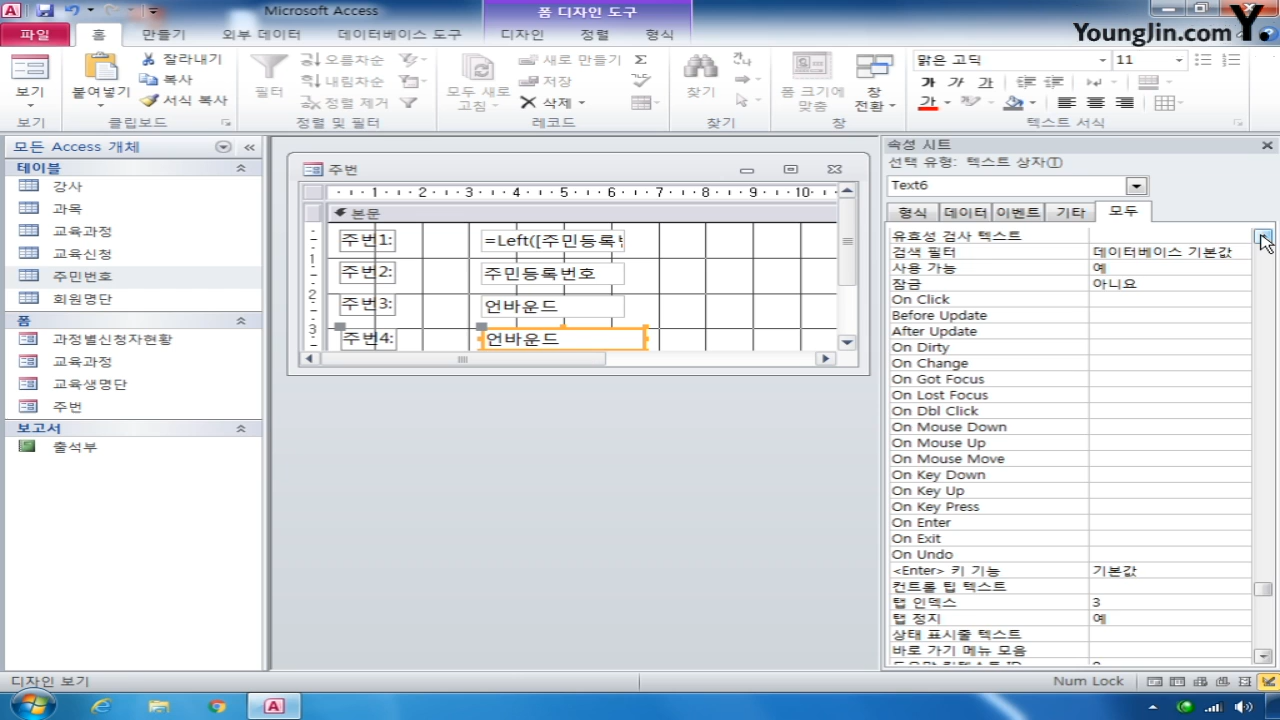 Microsoft Access
폼 디자인 도구
파일 홈 만들기 외부 데이터 데이터베이스 도구 디자인 정렬 형식
YoungJin.com Y.
보기
붙여넣기
잘라내기
복사
서식 복사
필터
오름차순
내림차순
정렬 제거
모두 새로 고침
새로 만들기
저장
삭제
찾기
폼 크기에 맞춤
창 전환
맑은 고딕 11
가 가 가
가
보기 클립보드 정렬 및 필터 레코드 찾기 창 텍스트 서식
모든 Access 개체
테이블
강사
과목
교육과정
교육신청
주민번호
회원명단
폼
과정별신청자현황
교육과정
교육생명단
주번
보고서
출석부
주번
1 2 3 4 5 6 7 8 9 10
본문
1
2
3
주번1: =Left([주민등록
주번2: 주민등록번호
주번3: 언바운드
주번4: 언바운드
속성 시트
선택 유형: 텍스트 상자(I)
Text6
형식 데이터 이벤트 기타 모두
유효성 검사 텍스트
검색 필터 데이터베이스 기본값
사용 가능 예
잠금 아니요
On Click
Before Update
After Update
On Dirty
On Change
On Got Focus
On Lost Focus
On Dbl Click
On Mouse Down
On Mouse Up
On Mouse Move
On Key Down
On Key Up
On Key Press
On Enter
On Exit
On Undo
<Enter> 키 기능 기본값
컨트롤 팁 텍스트
탭 인덱스 3
탭 정지 예
상태 표시줄 텍스트
바로 가기 메뉴 모음
디자인 보기
Num Lock